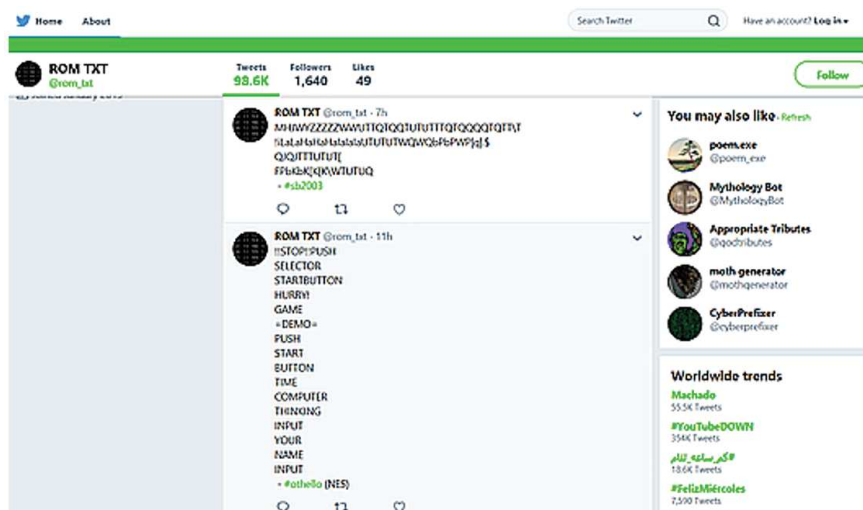 Home About Search Twitter Have an account? Log in
ROM TXT
@rom_txt
Tweets Followers Likes
98.6K 1,640 49
Follow
Joined January 2015
ROM TXT @rom_txt · 7h
• #sb2003
ROM TXT @rom_txt · 11h
!!STOP!!PUSH
SELECTOR
STARTBUTTON
HURRY!
GAME
=DEMO=
PUSH
START
BUTTON
TIME
COMPUTER
THINKING
INPUT
YOUR
NAME
INPUT
• #othello (NES)
You may also like · Refresh
poem.exe
@poem_exe
Mythology Bot
@MythologyBot
Appropriate Tributes
@godtributes
moth generator
@mothgenerator
CyberPrefixer
@cyberprefixer
Worldwide trends
Machado
55.5K Tweets
#YouTubeDOWN
354K Tweets
#كم_ساعه_تنام
18.6K Tweets
#FelizMiércoles
7,590 Tweets